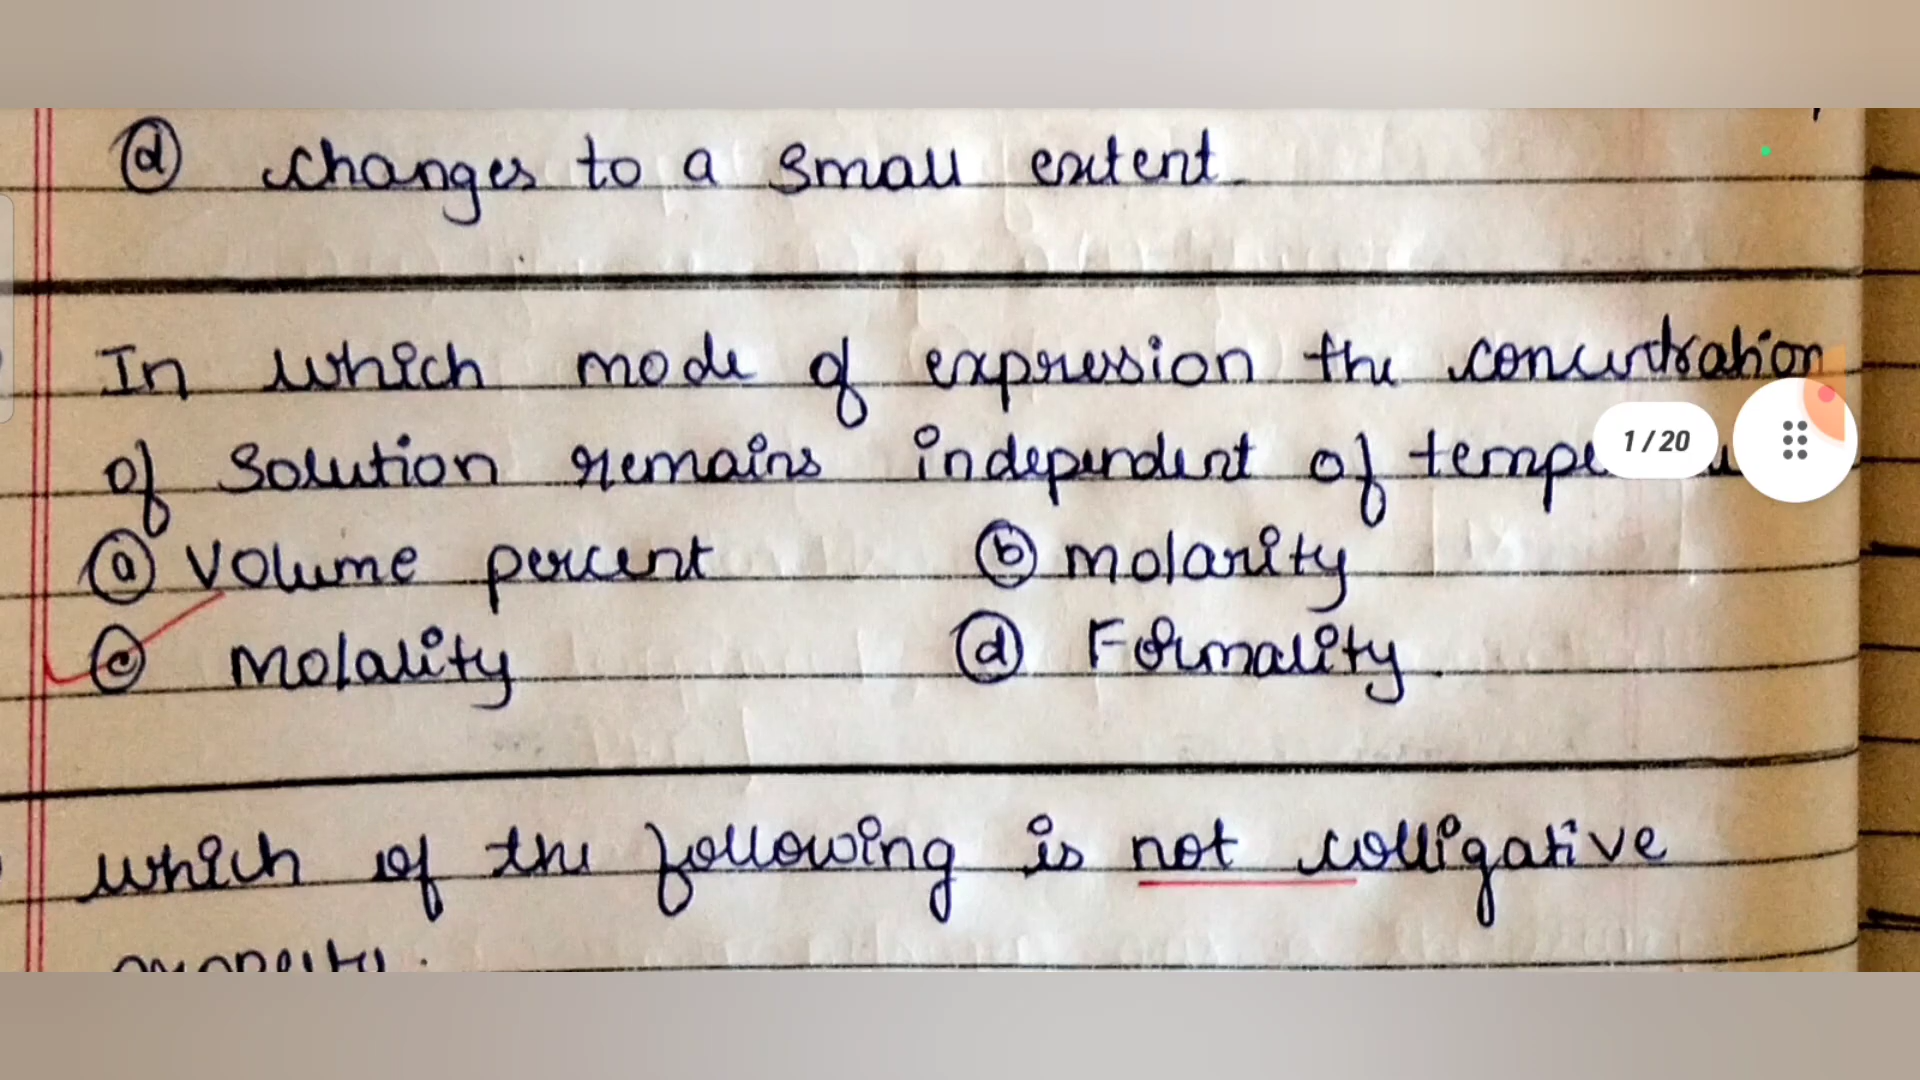 d changes to a small extent
In which mode of expression the concentration
of solution remains independent of
a Volume percent b molarity
c Molality d Formality.
which of the following is not colligative
1/20